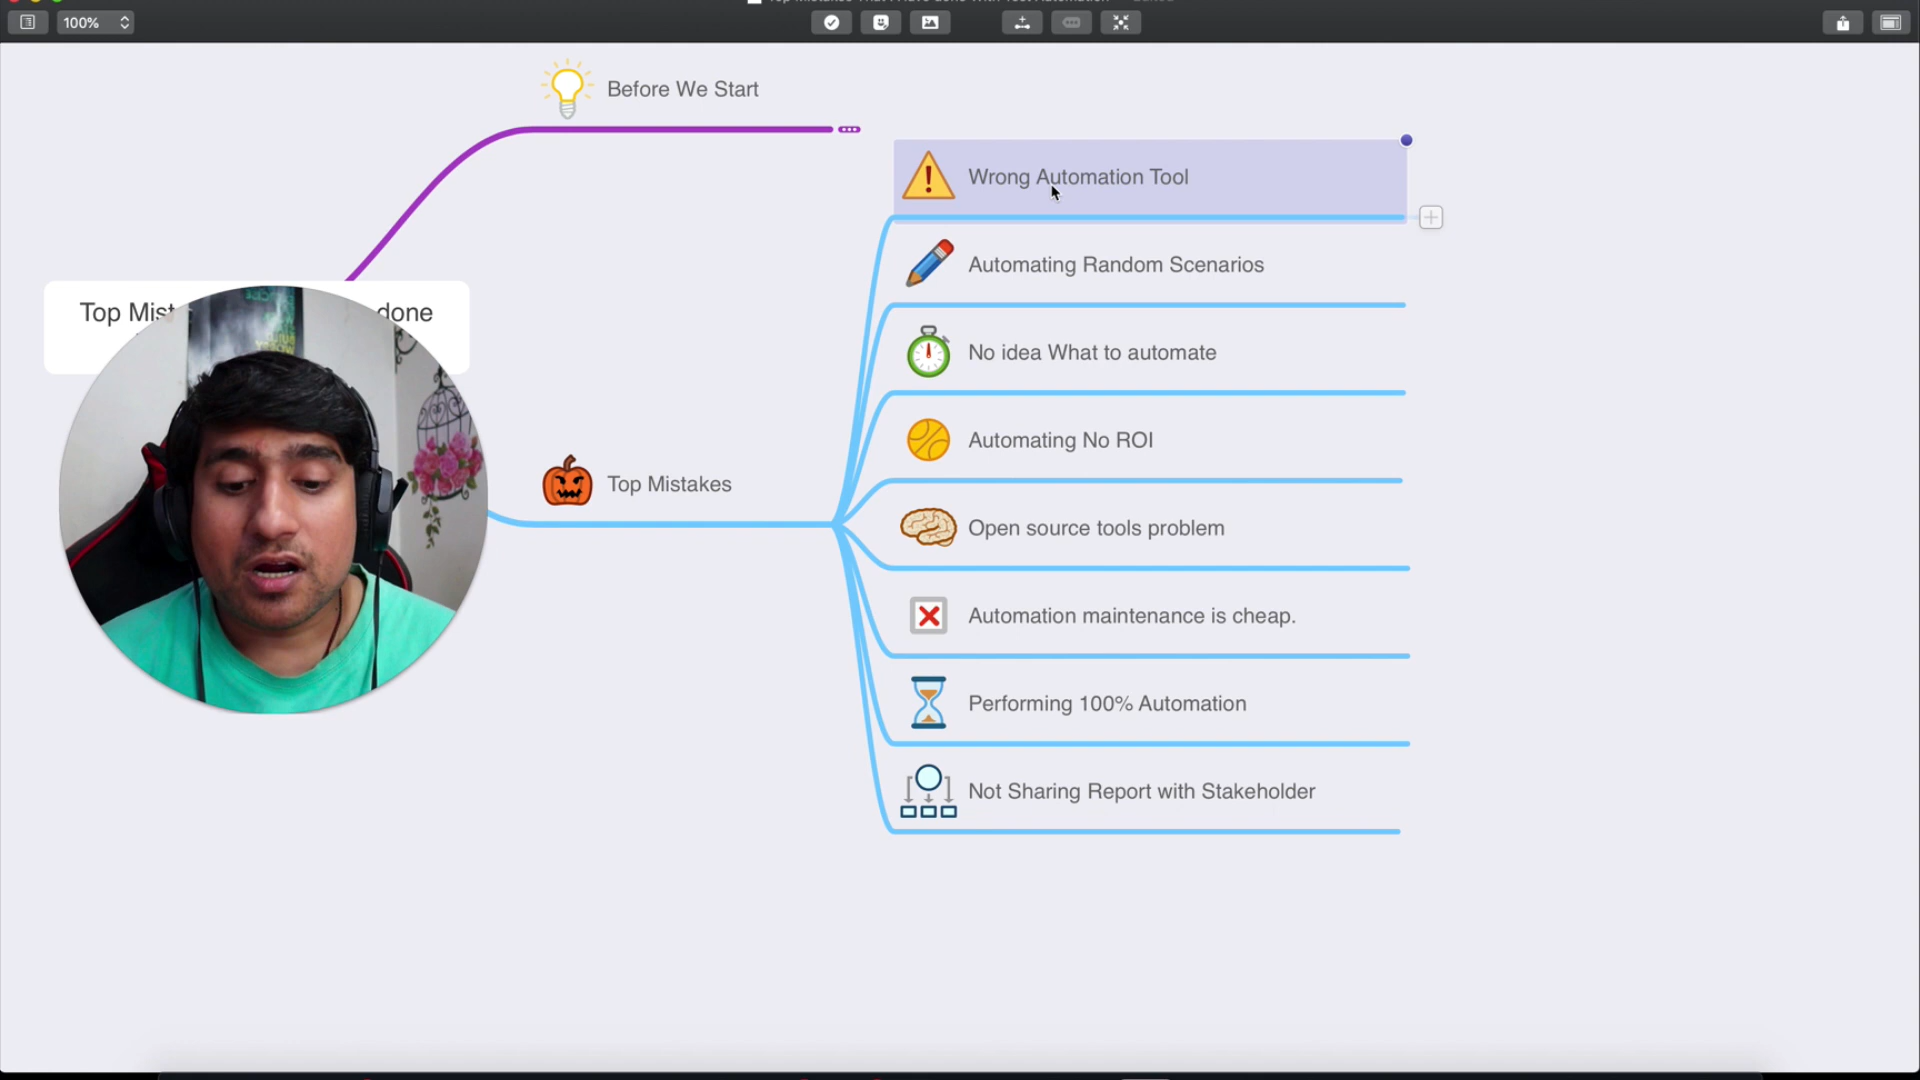 100%
Before We Start
Wrong Automation Tool
Automating Random Scenarios
Top done
No idea What to automate
Automating No ROI
Top Mistakes
Open source tools problem
Automation maintenance is cheap.
Performing 100% Automation
Not Sharing Report with Stakeholder